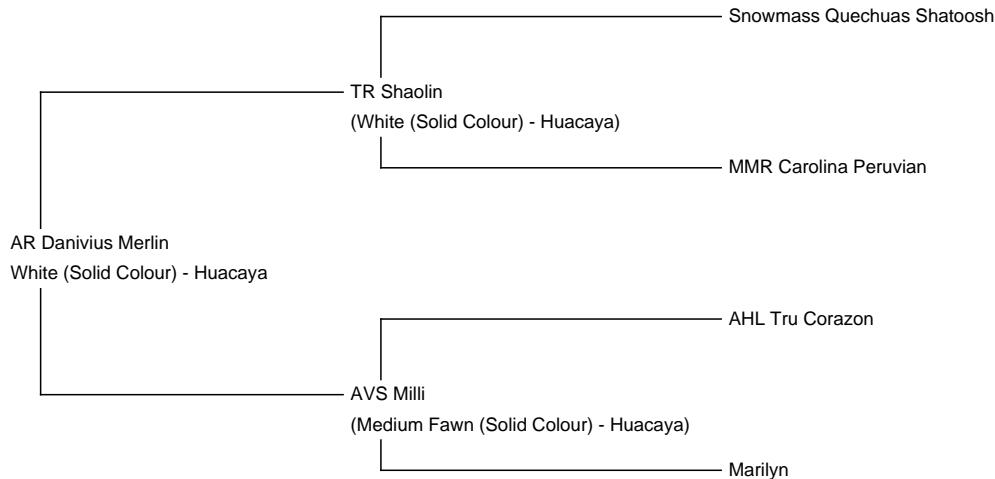 Snowmass Quechuas Shatoosh
TR Shaolin
(White (Solid Colour) - Huacaya)
MMR Carolina Peruvian
AR Danivius Merlin
White (Solid Colour) - Huacaya
AHL Tru Corazon
AVS Milli
(Medium Fawn (Solid Colour) - Huacaya)
Marilyn